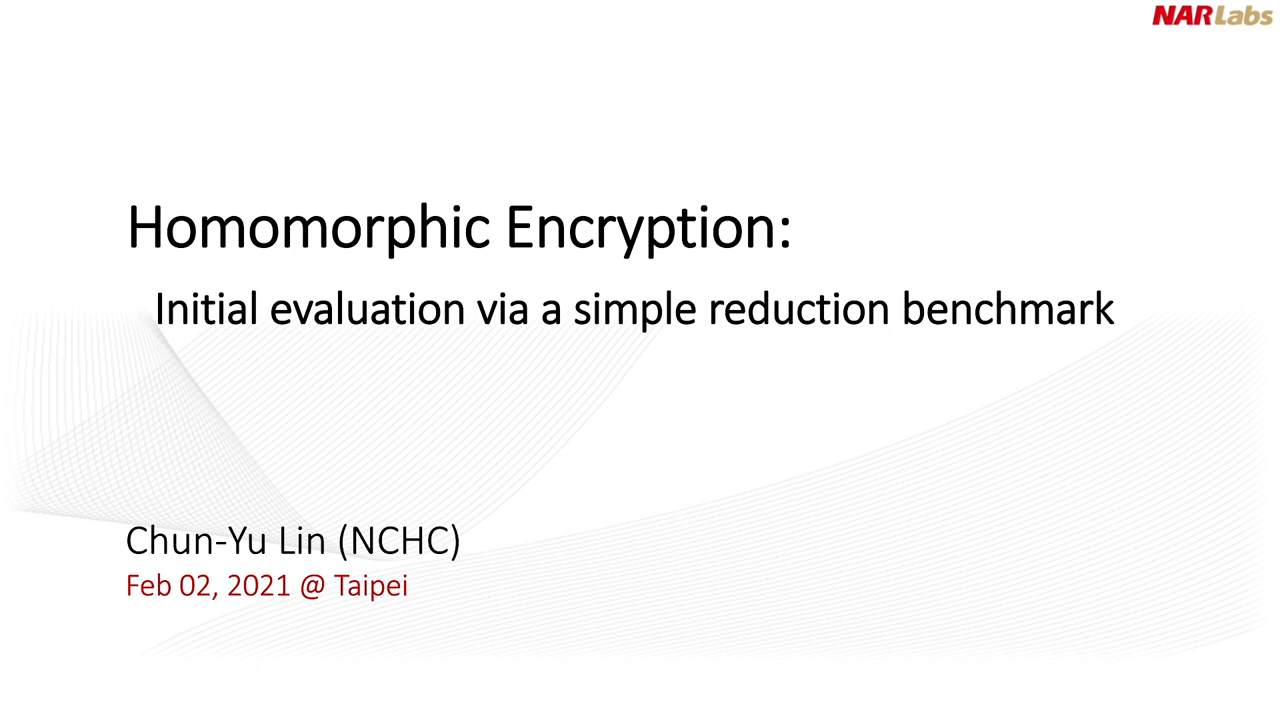 NARLabs
Homomorphic Encryption:
Initial evaluation via a simple reduction benchmark
Chun-Yu Lin (NCHC)
Feb 02, 2021 @ Taipei